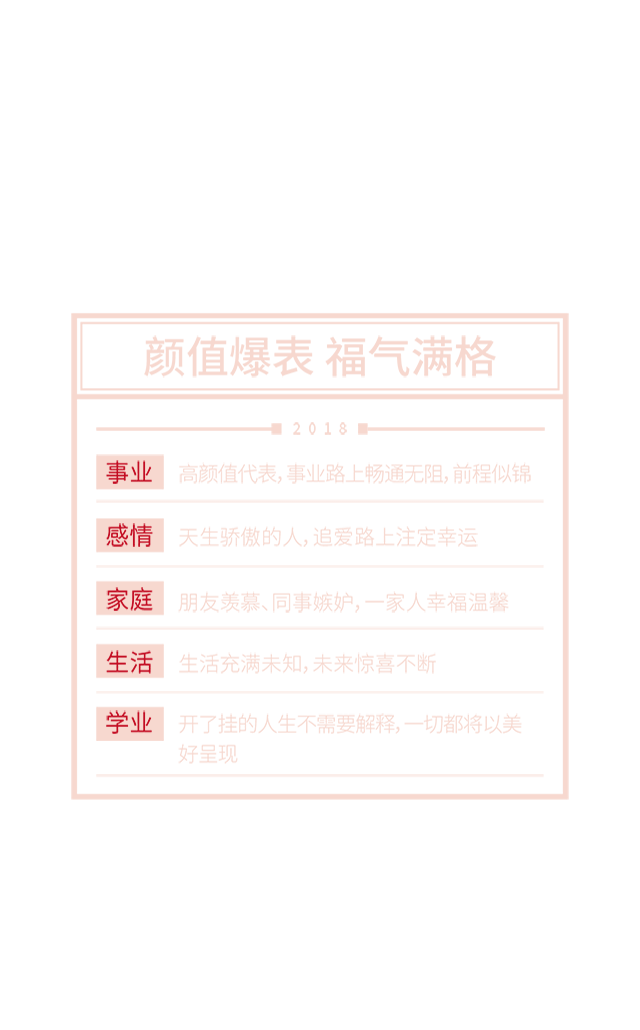 颜值爆表 福气满格
2018
事业 高颜值代表，事业路上畅通无阻，前程似锦
感情 天生骄傲的人，追爱路上注定幸运
家庭 朋友羡慕、同事嫉妒，一家人幸福温馨
生活 生活充满未知，未来惊喜不断
学业 开了挂的人生不需要解释，一切都将以美
好呈现